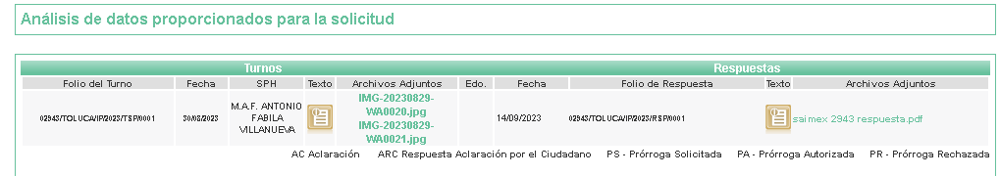 Análisis de datos proporcionados para la solicitud
Turnos Respuestas
Folio del Turno Fecha SPH Texto Archivos Adjuntos Edo. Fecha Folio de Respuesta Texto Archivos Adjuntos
02943/TOLUCA/IP/2023/TSP/0001 30/08/2023 M.A.F. ANTONIO FABILA VILLANUEVA IMG-20230829-WA0020.jpg IMG-20230829-WA0021.jpg 14/09/2023 02943/TOLUCA/IP/2023/RSP/0001 saimex 2943 respuesta.pdf
AC Aclaración ARC Respuesta Aclaración por el Ciudadano PS - Prórroga Solicitada PA - Prórroga Autorizada PR - Prórroga Rechazada